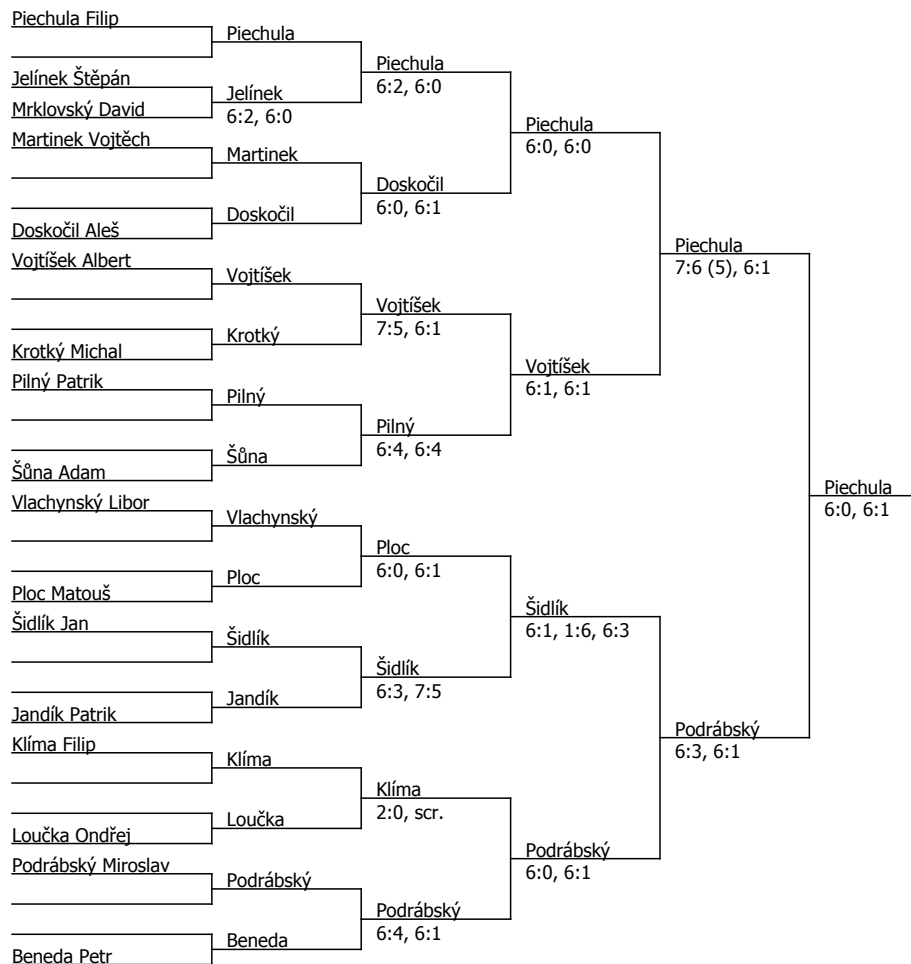 Piechula Filip
Piechula
Piechula
6:2, 6:0
Jelínek Štěpán
Jelínek
6:2, 6:0
Mrklovský David
Piechula
6:0, 6:0
Martinek Vojtěch
Martinek
Doskočil
6:0, 6:1
Doskočil
Doskočil Aleš
Piechula
7:6 (5), 6:1
Vojtíšek Albert
Vojtíšek
Vojtíšek
7:5, 6:1
Krotký
Krotký Michal
Vojtíšek
6:1, 6:1
Pilný Patrik
Pilný
Pilný
6:4, 6:4
Šůna
Šůna Adam
Piechula
6:0, 6:1
Vlachynský Libor
Vlachynský
Ploc
6:0, 6:1
Ploc
Ploc Matouš
Šidlík
6:1, 1:6, 6:3
Šidlík Jan
Šidlík
Šidlík
6:3, 7:5
Jandík
Jandík Patrik
Podrábský
6:3, 6:1
Klíma Filip
Klíma
Klíma
2:0, scr.
Loučka
Loučka Ondřej
Podrábský
6:0, 6:1
Podrábský Miroslav
Podrábský
Podrábský
6:4, 6:1
Beneda
Beneda Petr